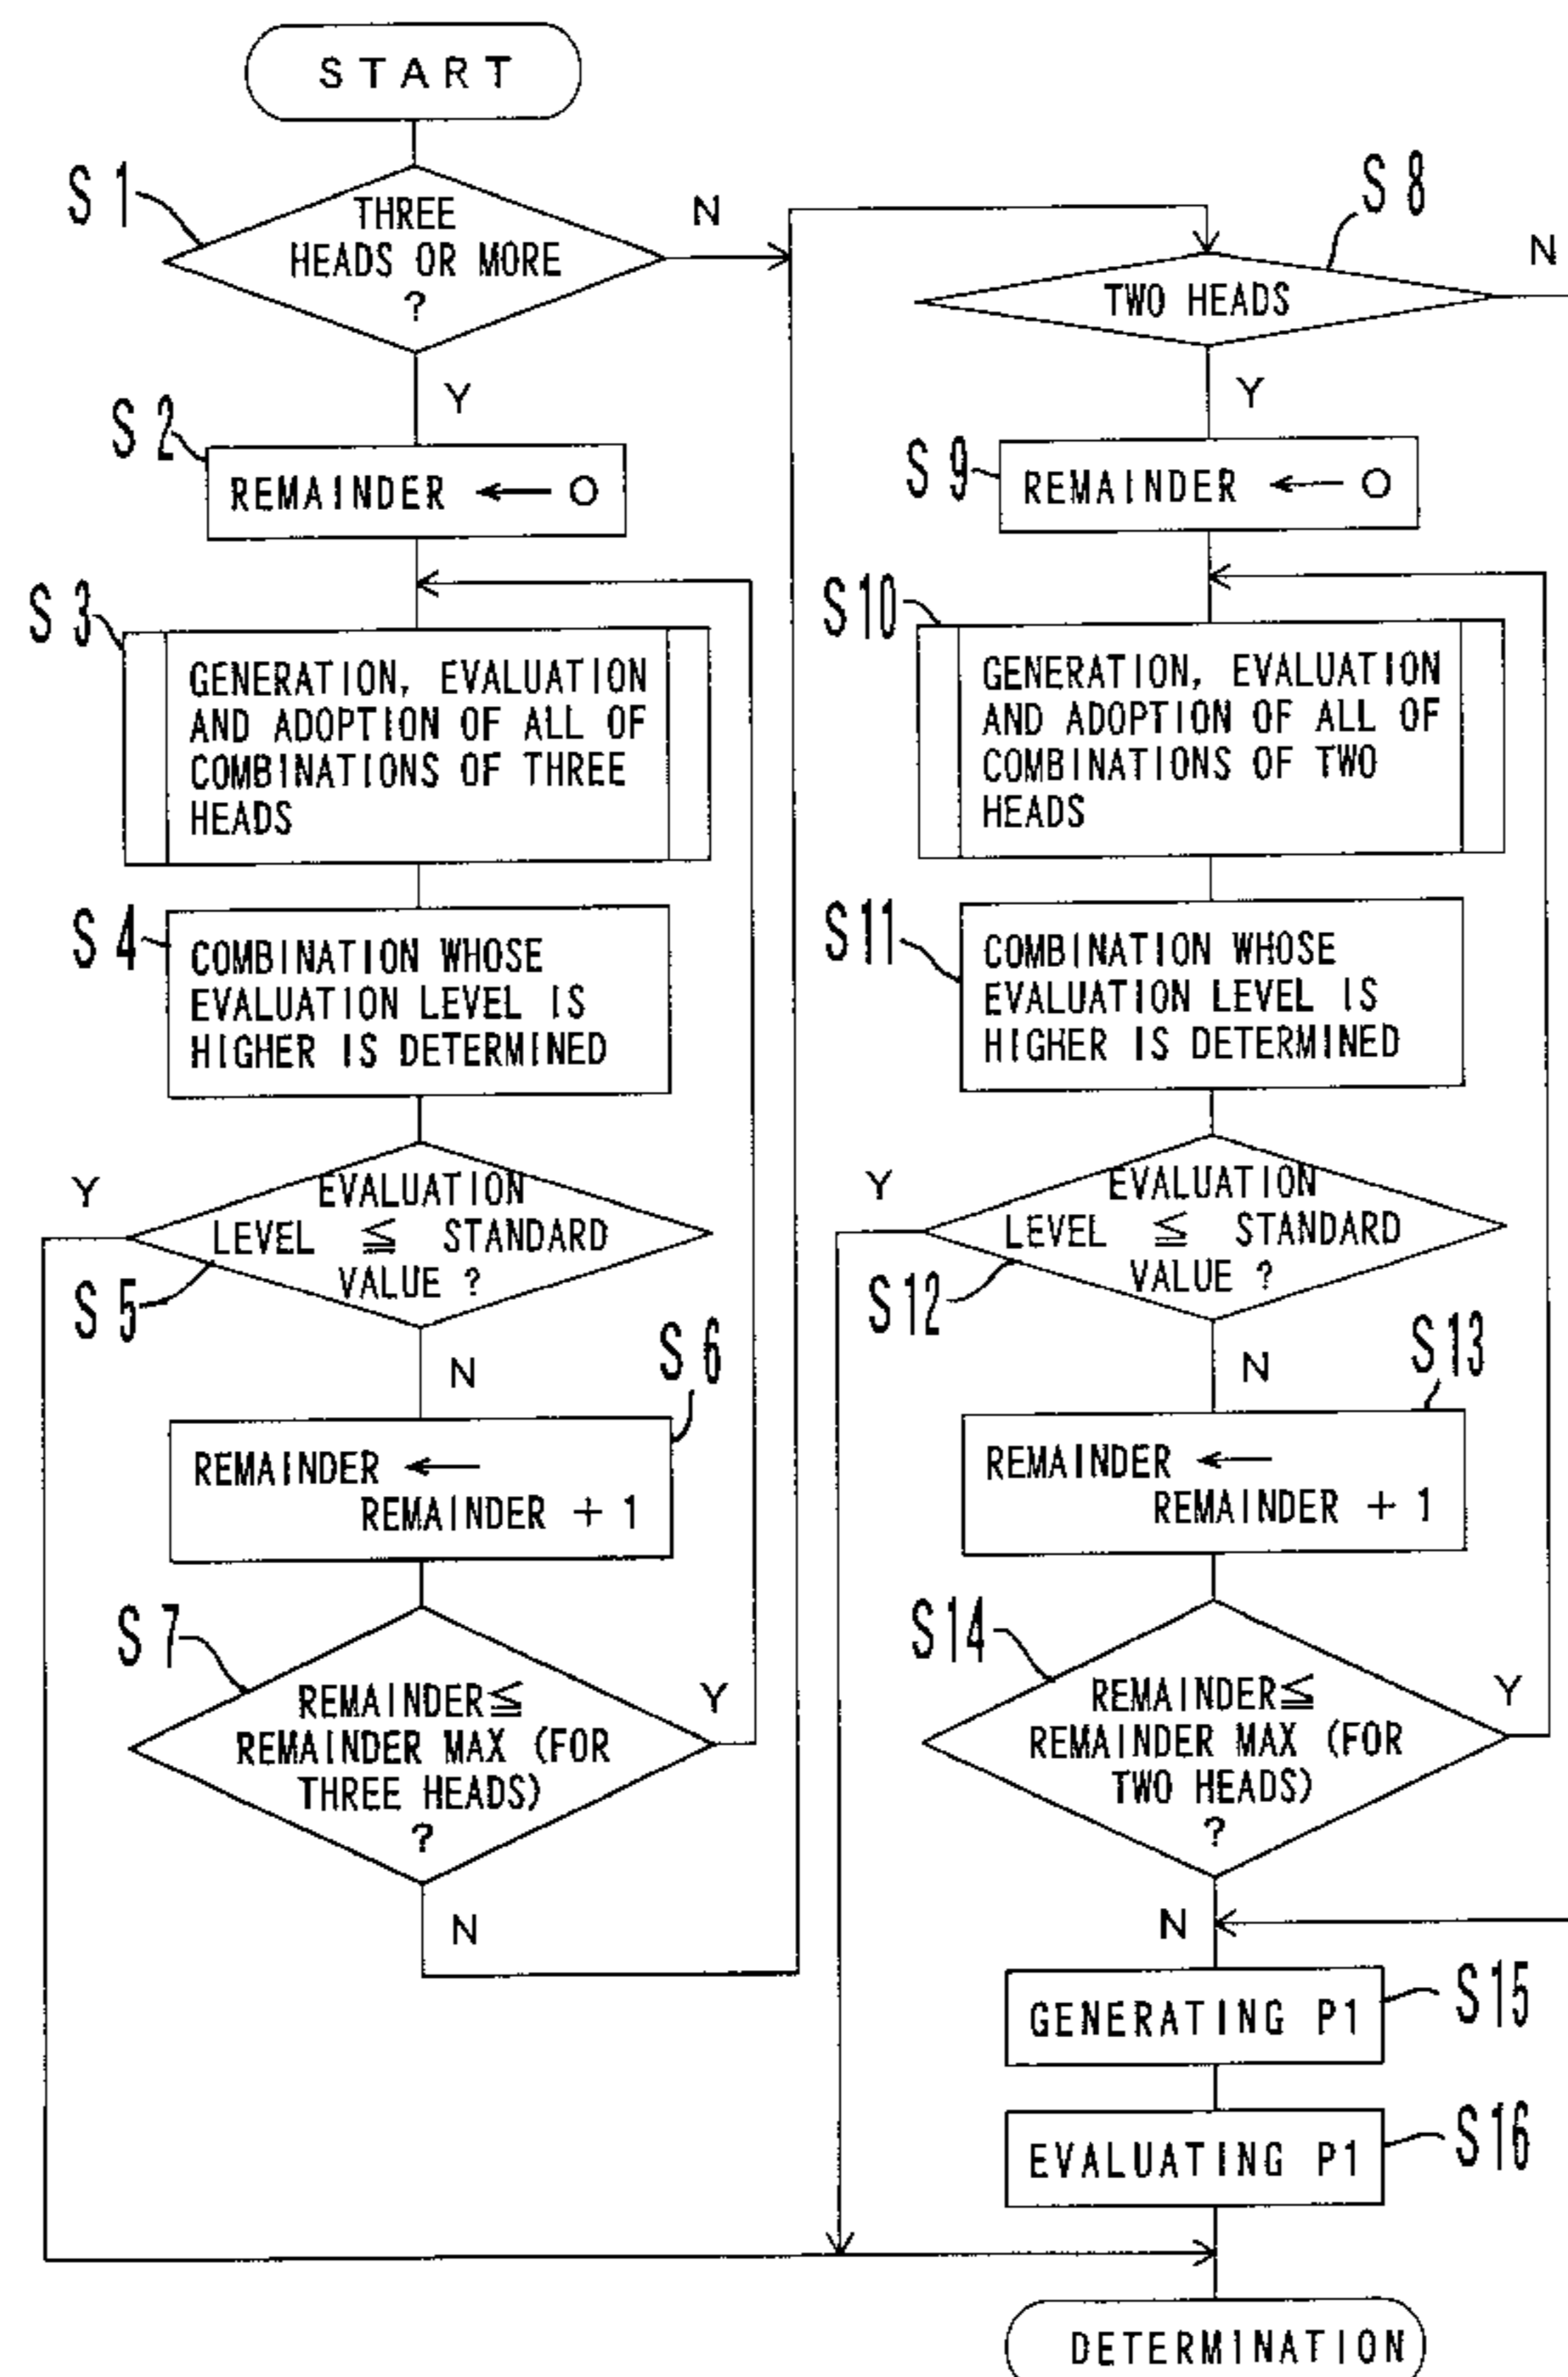 START
S1
THREE
HEADS OR MORE
?
N
Y
S2
REMAINDER ← 0
S3
GENERATION, EVALUATION
AND ADOPTION OF ALL OF
COMBINATIONS OF THREE
HEADS
S4
COMBINATION WHOSE
EVALUATION LEVEL IS
HIGHER IS DETERMINED
Y
EVALUATION
LEVEL ≦ STANDARD
VALUE ?
S5
N
S6
REMAINDER ←
REMAINDER + 1
S7
REMAINDER≦
REMAINDER MAX (FOR
THREE HEADS)
?
Y
N
S8
TWO HEADS
N
Y
S9
REMAINDER ← 0
S10
GENERATION, EVALUATION
AND ADOPTION OF ALL OF
COMBINATIONS OF TWO
HEADS
S11
COMBINATION WHOSE
EVALUATION LEVEL IS
HIGHER IS DETERMINED
Y
EVALUATION
LEVEL ≦ STANDARD
VALUE ?
S12
N
S13
REMAINDER ←
REMAINDER + 1
S14
REMAINDER≦
REMAINDER MAX (FOR
TWO HEADS)
?
Y
N
GENERATING P1
S15
EVALUATING P1
S16
DETERMINATION